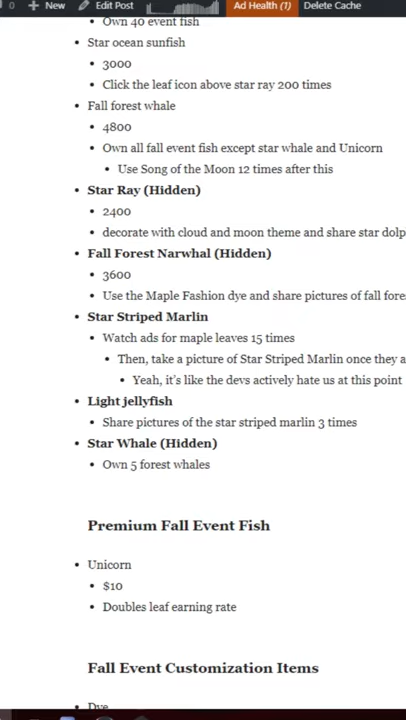 0 New Edit Post Ad Health (1) Delete Cache
Own 40 event fish
Star ocean sunfish
3000
Click the leaf icon above star ray 200 times
Fall forest whale
4800
Own all fall event fish except star whale and Unicorn
Use Song of the Moon 12 times after this
Star Ray (Hidden)
2400
decorate with cloud and moon theme and share star dolp
Fall Forest Narwhal (Hidden)
3600
Use the Maple Fashion dye and share pictures of fall fores
Star Striped Marlin
Watch ads for maple leaves 15 times
Then, take a picture of Star Striped Marlin once they a
Yeah, it's like the devs actively hate us at this point
Light jellyfish
Share pictures of the star striped marlin 3 times
Star Whale (Hidden)
Own 5 forest whales
Premium Fall Event Fish
Unicorn
$10
Doubles leaf earning rate
Fall Event Customization Items
Dye